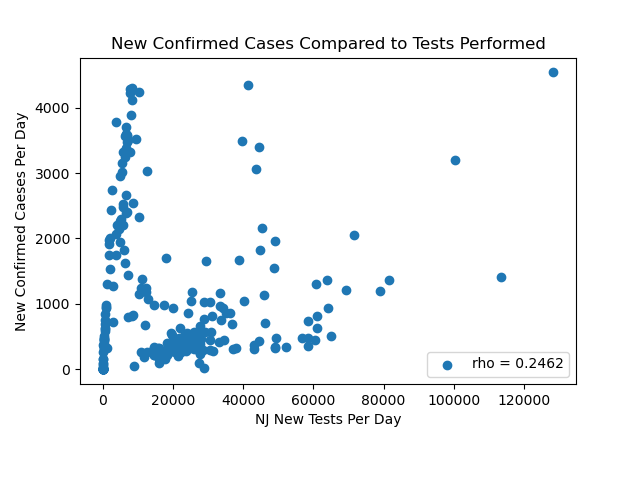 New Confirmed Cases Compared to Tests Performed
New Confirmed Caeses Per Day
4000
3000
2000
1000
0
0 20000 40000 60000 80000 100000 120000
NJ New Tests Per Day
rho = 0.2462